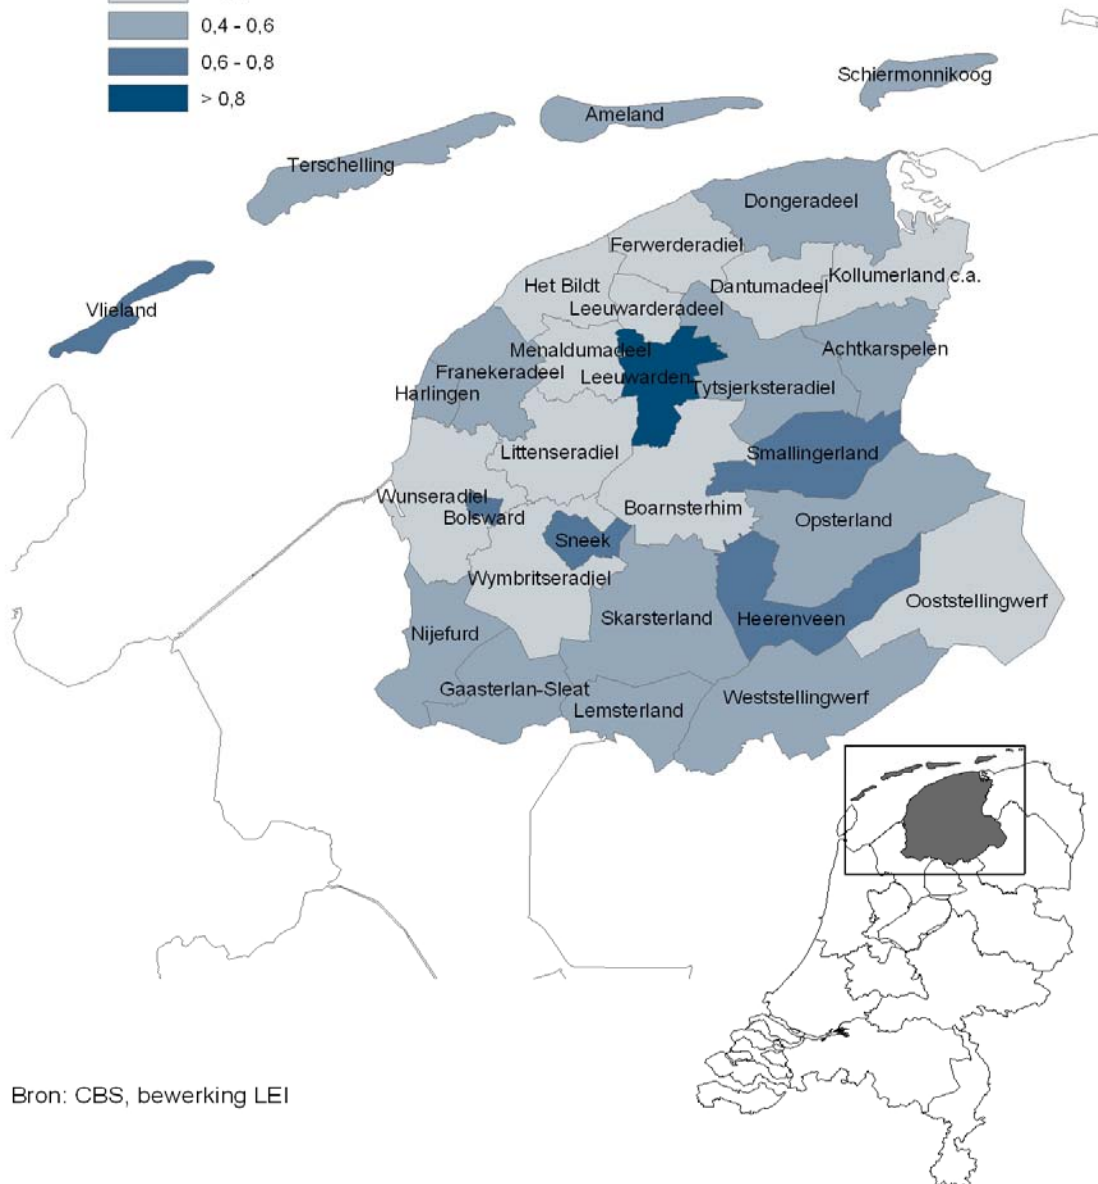 0,4 - 0,6
0,6 - 0,8
> 0,8
Schiermonnikoog
Ameland
Terschelling
Dongeradeel
Ferwerderadiel
Kollumerland c.a.
Het Bildt
Dantumadeel
Leeuwarderadeel
Vlieland
Menaldumadeel
Achtkarspelen
Franekeradeel
Leeuwarden
Tytsjerksteradiel
Harlingen
Littenseradiel
Smallingerland
Wunseradiel
Boarnsterhim
Bolsward
Opsterland
Sneek
Wymbritseradiel
Ooststellingwerf
Skarsterland
Heerenveen
Nijefurd
Gaasterlan-Sleat
Weststellingwerf
Lemsterland
Bron: CBS, bewerking LEI